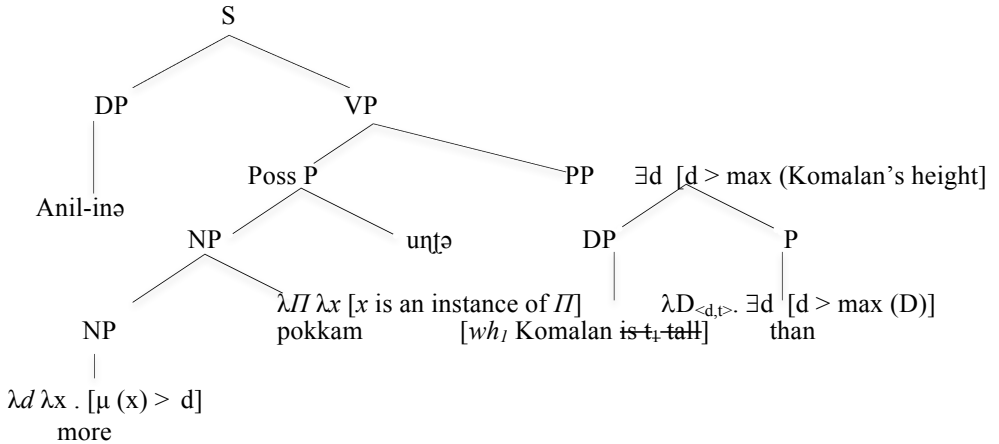 S
DP VP
Poss P PP ∃d [d > max (Komalan's height]
Anil-inə
NP uɳʈə DP P
λΠ λx [x is an instance of Π] λD<d,t>. ∃d [d > max (D)]
NP pokkam [wh1 Komalan is t1 tall] than
λd λx . [μ (x) > d]
more